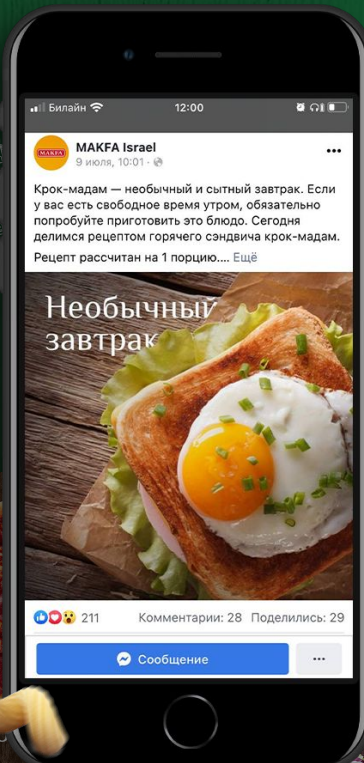 Билайн 12:00
MAKFA
MAKFA Israel
9 июля, 10:01 ·
Крок-мадам — необычный и сытный завтрак. Если
у вас есть свободное время утром, обязательно
попробуйте приготовить это блюдо. Сегодня
делимся рецептом горячего сэндвича крок-мадам.
Рецепт рассчитан на 1 порцию.... Ещё
Необычный
завтрак
211 Комментарии: 28 Поделились: 29
Сообщение